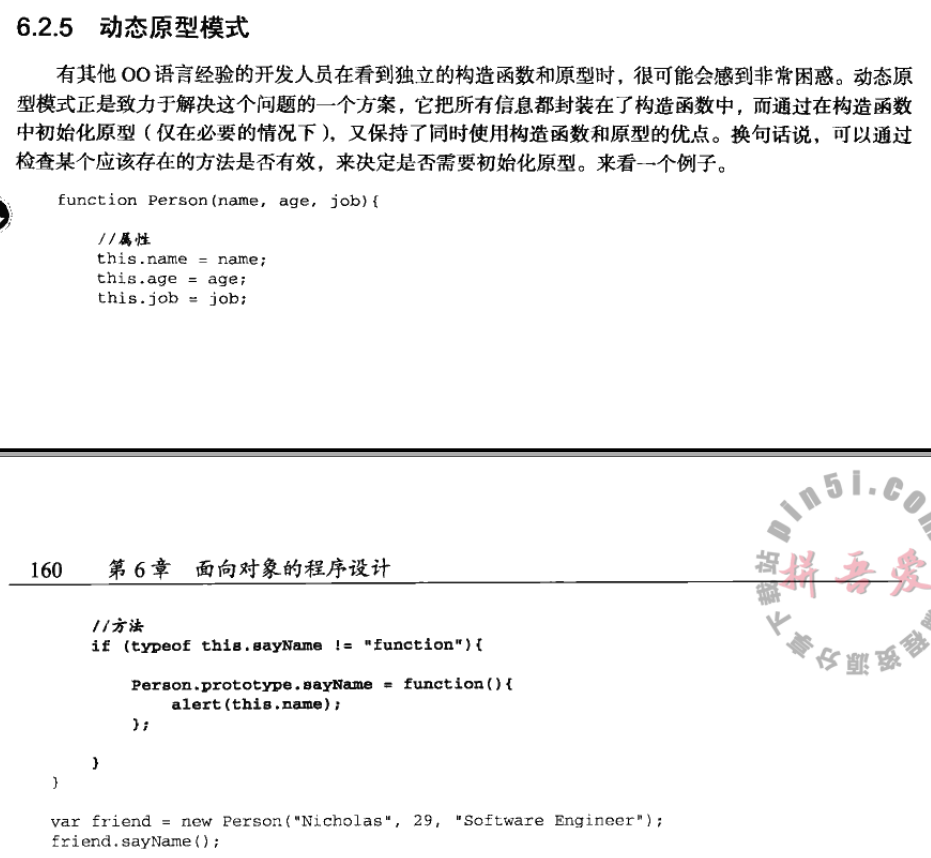 6.2.5 动态原型模式
有其他 OO 语言经验的开发人员在看到独立的构造函数和原型时，很可能会感到非常困惑。动态原
型模式正是致力于解决这个问题的一个方案，它把所有信息都封装在了构造函数中，而通过在构造函数
中初始化原型（仅在必要的情况下），又保持了同时使用构造函数和原型的优点。换句话说，可以通过
检查某个应该存在的方法是否有效，来决定是否需要初始化原型。来看一个例子。
function Person(name, age, job){
//属性
this.name = name;
this.age = age;
this.job = job;
pin5i.Com
拼吾爱
160 第 6 章 面向对象的程序设计
//方法
if (typeof this.sayName != "function"){
Person.prototype.sayName = function(){
alert(this.name);
};
}
}
var friend = new Person("Nicholas", 29, "Software Engineer");
friend.sayName();